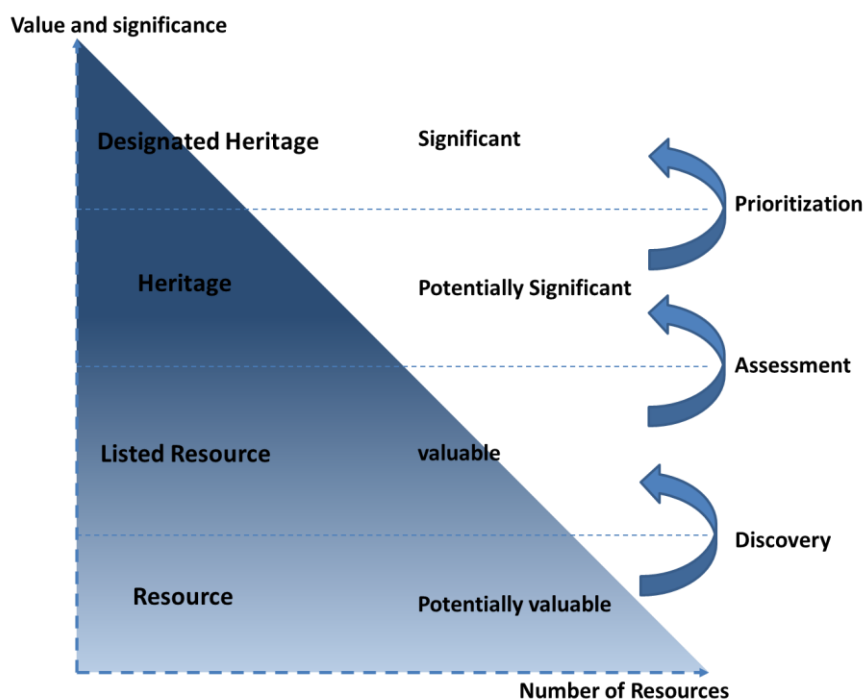 Value and significance
Designated Heritage
Significant
Prioritization
Heritage
Potentially Significant
Assessment
Listed Resource
valuable
Discovery
Resource
Potentially valuable
Number of Resources